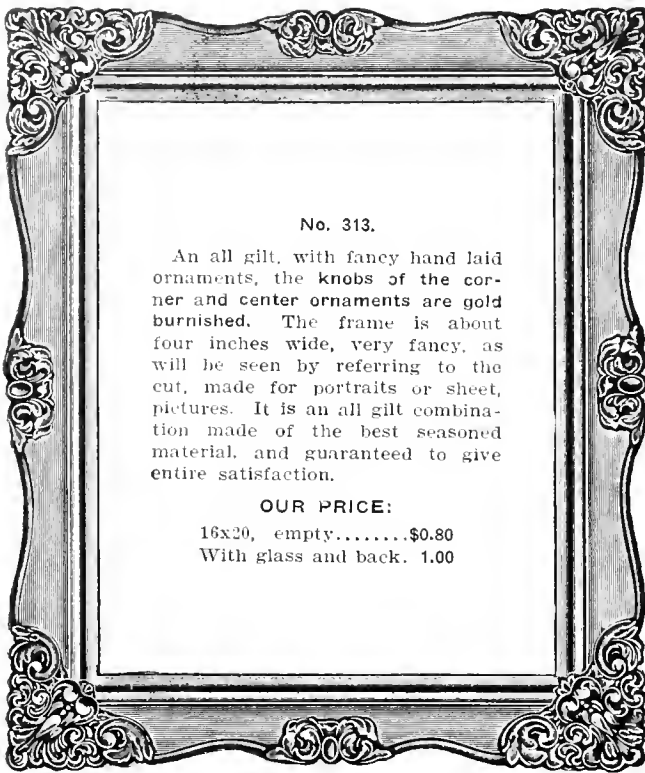 No. 313.
An all gilt, with fancy hand laid
ornaments, the knobs of the cor-
ner and center ornaments are gold
burnished. The frame is about
four inches wide, very fancy, as
will be seen by referring to the
cut, made for portraits or sheet,
pictures. It is an all gilt combina-
tion made of the best seasoned
material, and guaranteed to give
entire satisfaction.
OUR PRICE:
16x20, empty........$0.80
With glass and back. 1.00